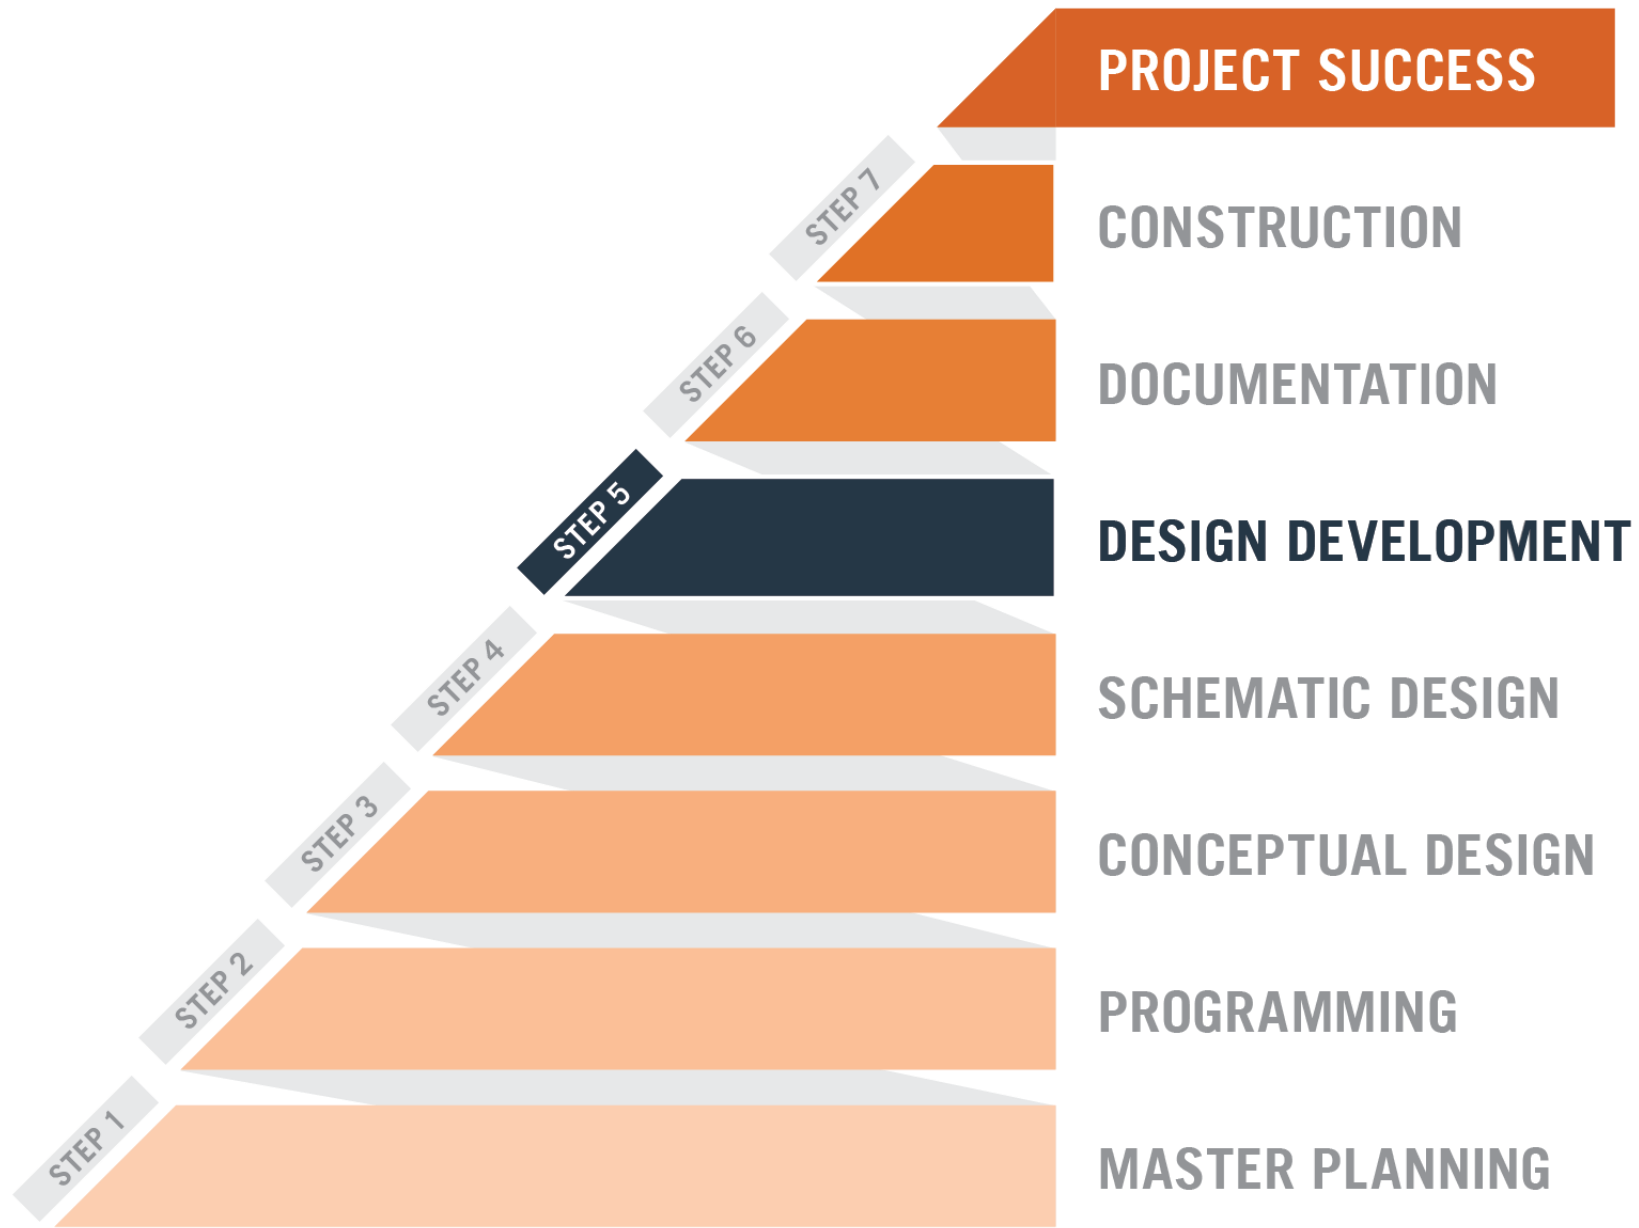 PROJECT SUCCESS
STEP 7
CONSTRUCTION
STEP 6
DOCUMENTATION
STEP 5
DESIGN DEVELOPMENT
STEP 4
SCHEMATIC DESIGN
STEP 3
CONCEPTUAL DESIGN
STEP 2
PROGRAMMING
STEP 1
MASTER PLANNING